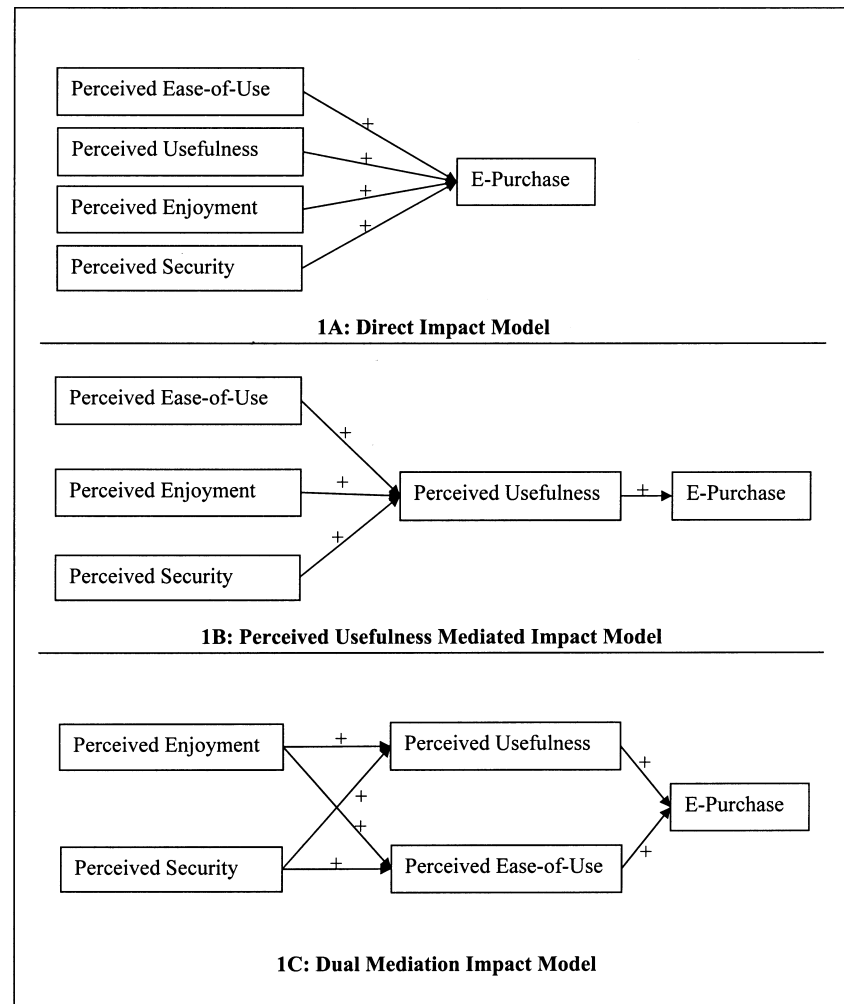 Perceived Ease-of-Use
+
Perceived Usefulness
+
E-Purchase
Perceived Enjoyment
+
Perceived Security
+
1A: Direct Impact Model
Perceived Ease-of-Use
+
Perceived Enjoyment
+
Perceived Usefulness
+
E-Purchase
Perceived Security
+
1B: Perceived Usefulness Mediated Impact Model
Perceived Enjoyment
+
Perceived Usefulness
+
+
E-Purchase
+
Perceived Security
+
Perceived Ease-of-Use
+
1C: Dual Mediation Impact Model